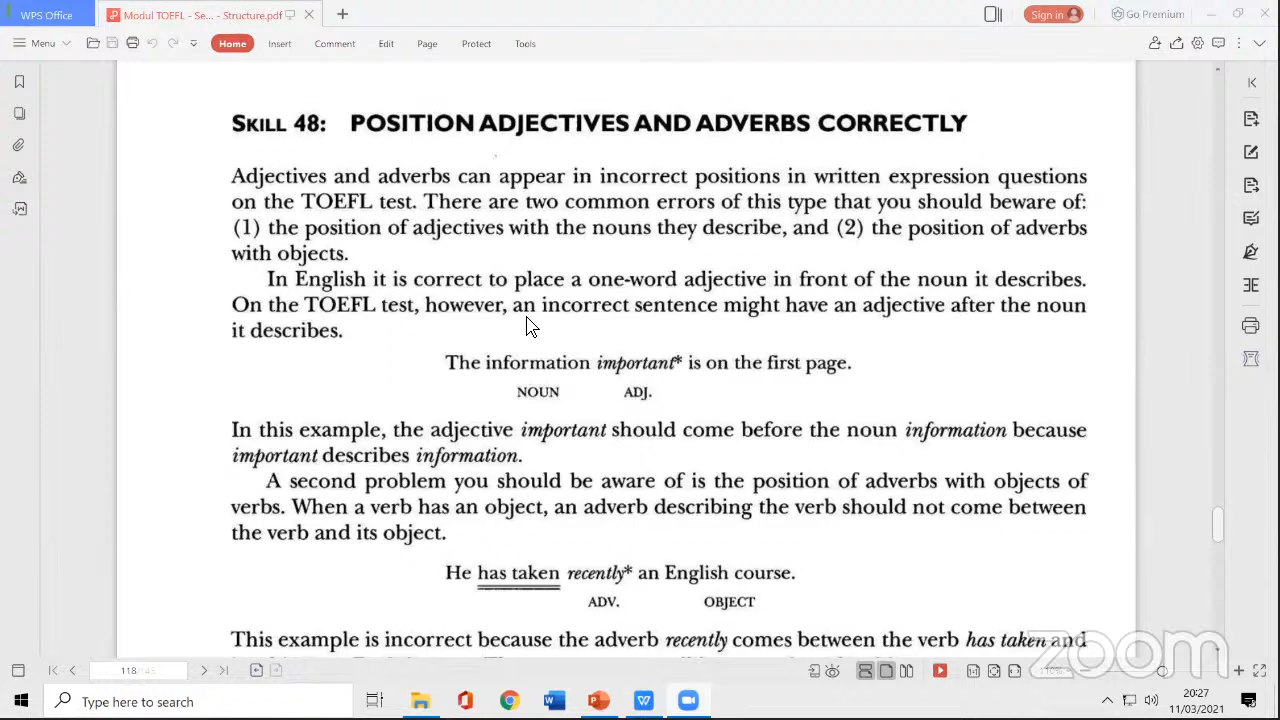 WPS Office
Modul TOEFL - Se... - Structure.pdf
Sign in
Go Premium
Menu
Home
Insert
Comment
Edit
Page
Protect
Tools
SKILL 48: POSITION ADJECTIVES AND ADVERBS CORRECTLY
Adjectives and adverbs can appear in incorrect positions in written expression questions
on the TOEFL test. There are two common errors of this type that you should beware of:
(1) the position of adjectives with the nouns they describe, and (2) the position of adverbs
with objects.
In English it is correct to place a one-word adjective in front of the noun it describes.
On the TOEFL test, however, an incorrect sentence might have an adjective after the noun
it describes.
The information important* is on the first page.
NOUN ADJ.
In this example, the adjective important should come before the noun information because
important describes information.
A second problem you should be aware of is the position of adverbs with objects of
verbs. When a verb has an object, an adverb describing the verb should not come between
the verb and its object.
He has taken recently* an English course.
ADV. OBJECT
This example is incorrect because the adverb recently comes between the verb has taken and
zoom
118/145
110%
Type here to search
20:27
11/03/2021